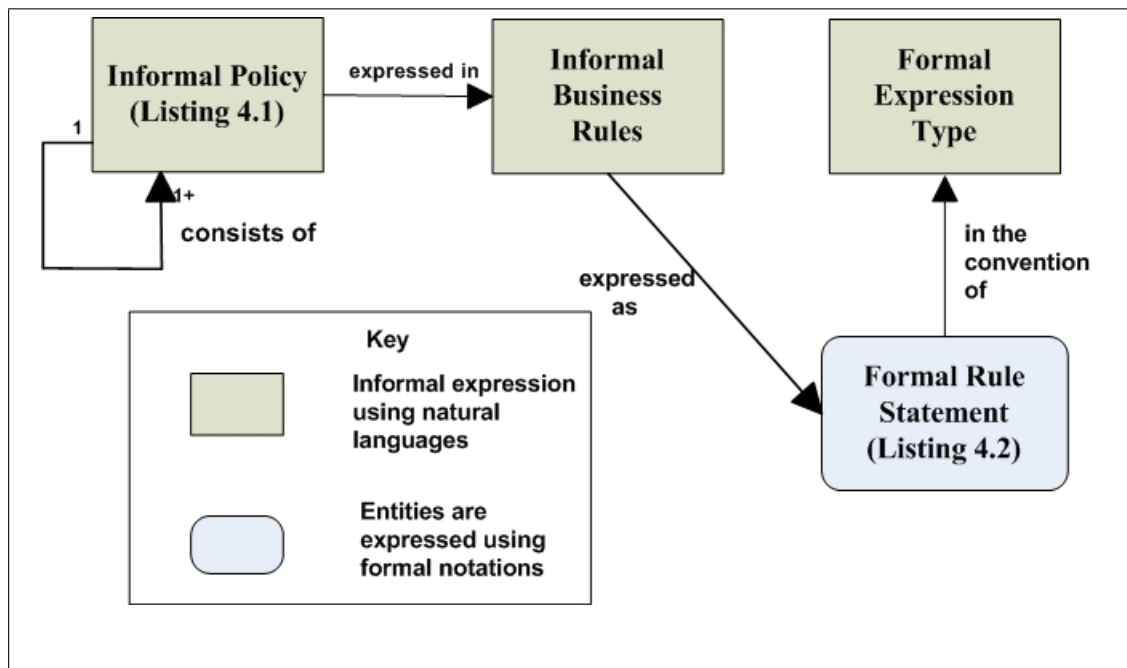 Informal Policy
(Listing 4.1)
expressed in
Informal
Business
Rules
Formal
Expression
Type
1
1+
consists of
expressed
as
in the
convention
of
Formal Rule
Statement
(Listing 4.2)
Key
Informal expression
using natural
languages
Entities are
expressed using
formal notations